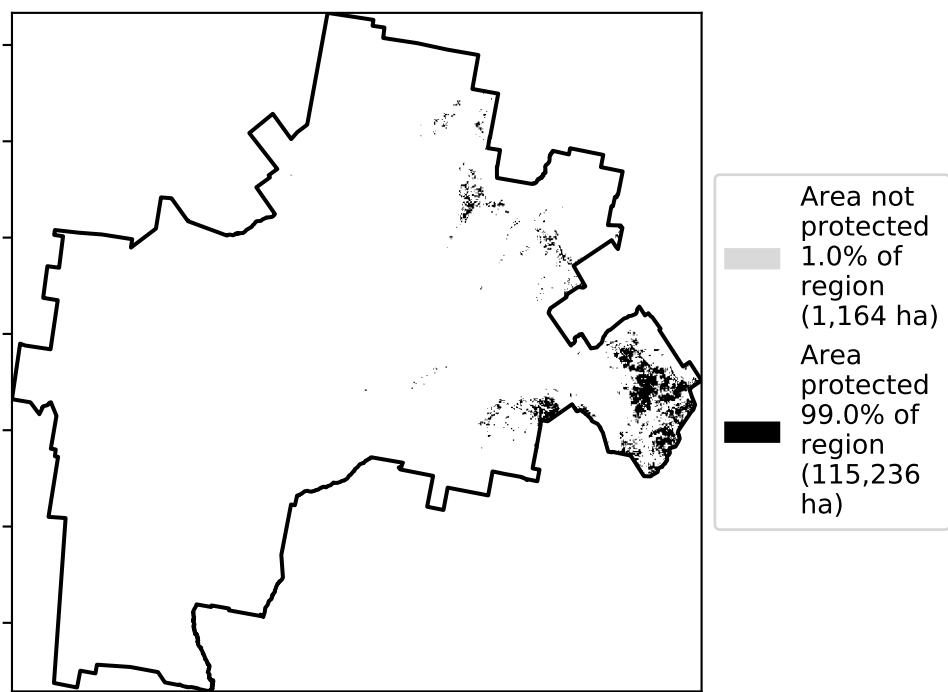 Area not
protected
1.0% of
region
(1,164 ha)
Area
protected
99.0% of
region
(115,236
ha)